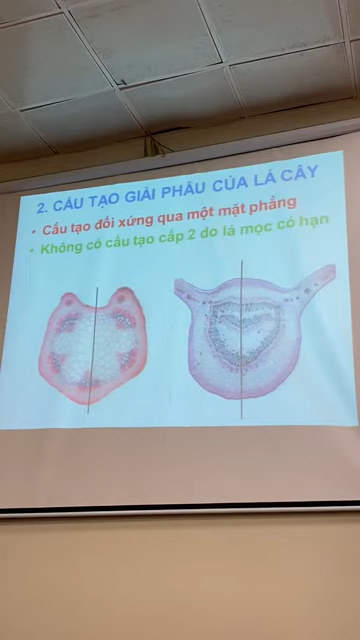 2. CẤU TẠO GIẢI PHẪU CỦA LÁ CÂY
• Cấu tạo đối xứng qua một mặt phẳng
• Không có cấu tạo cấp 2 do lá mọc có hạn